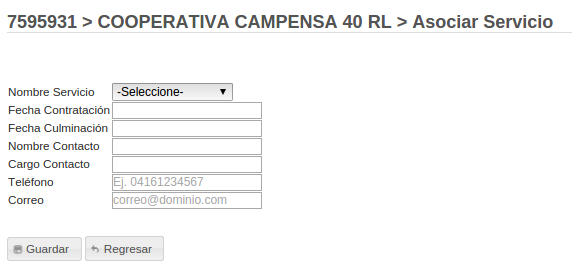 7595931 > COOPERATIVA CAMPENSA 40 RL > Asociar Servicio
Nombre Servicio -Seleccione-
Fecha Contratación
Fecha Culminación
Nombre Contacto
Cargo Contacto
Teléfono Ej. 04161234567
Correo correo@dominio.com
Guardar Regresar